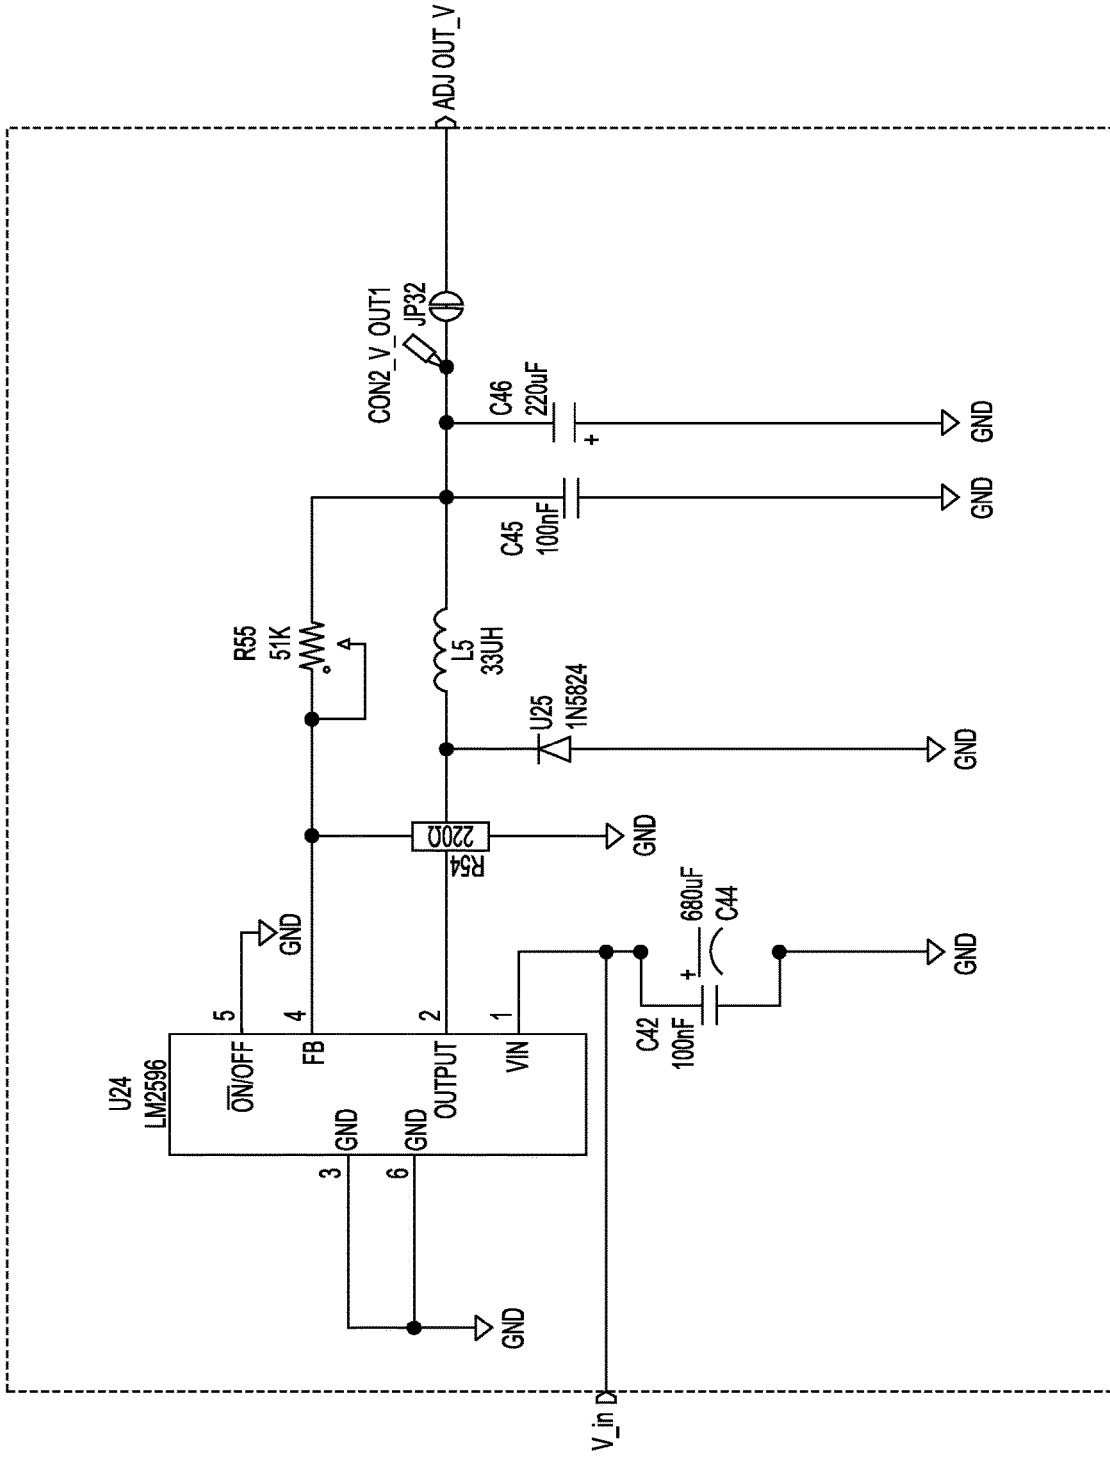 U24
LM2596
ON/OFF
FB
GND
GND
OUTPUT
VIN
5
4
2
1
3
6
GND
GND
V_in
R54
220Ω
GND
C42
100nF
680uF
C44
+
GND
U25
1N5824
GND
R55
51K
L5
33UH
C45
100nF
GND
C46
220uF
+
GND
CON2_V_OUT1
JP32
ADJ OUT_V